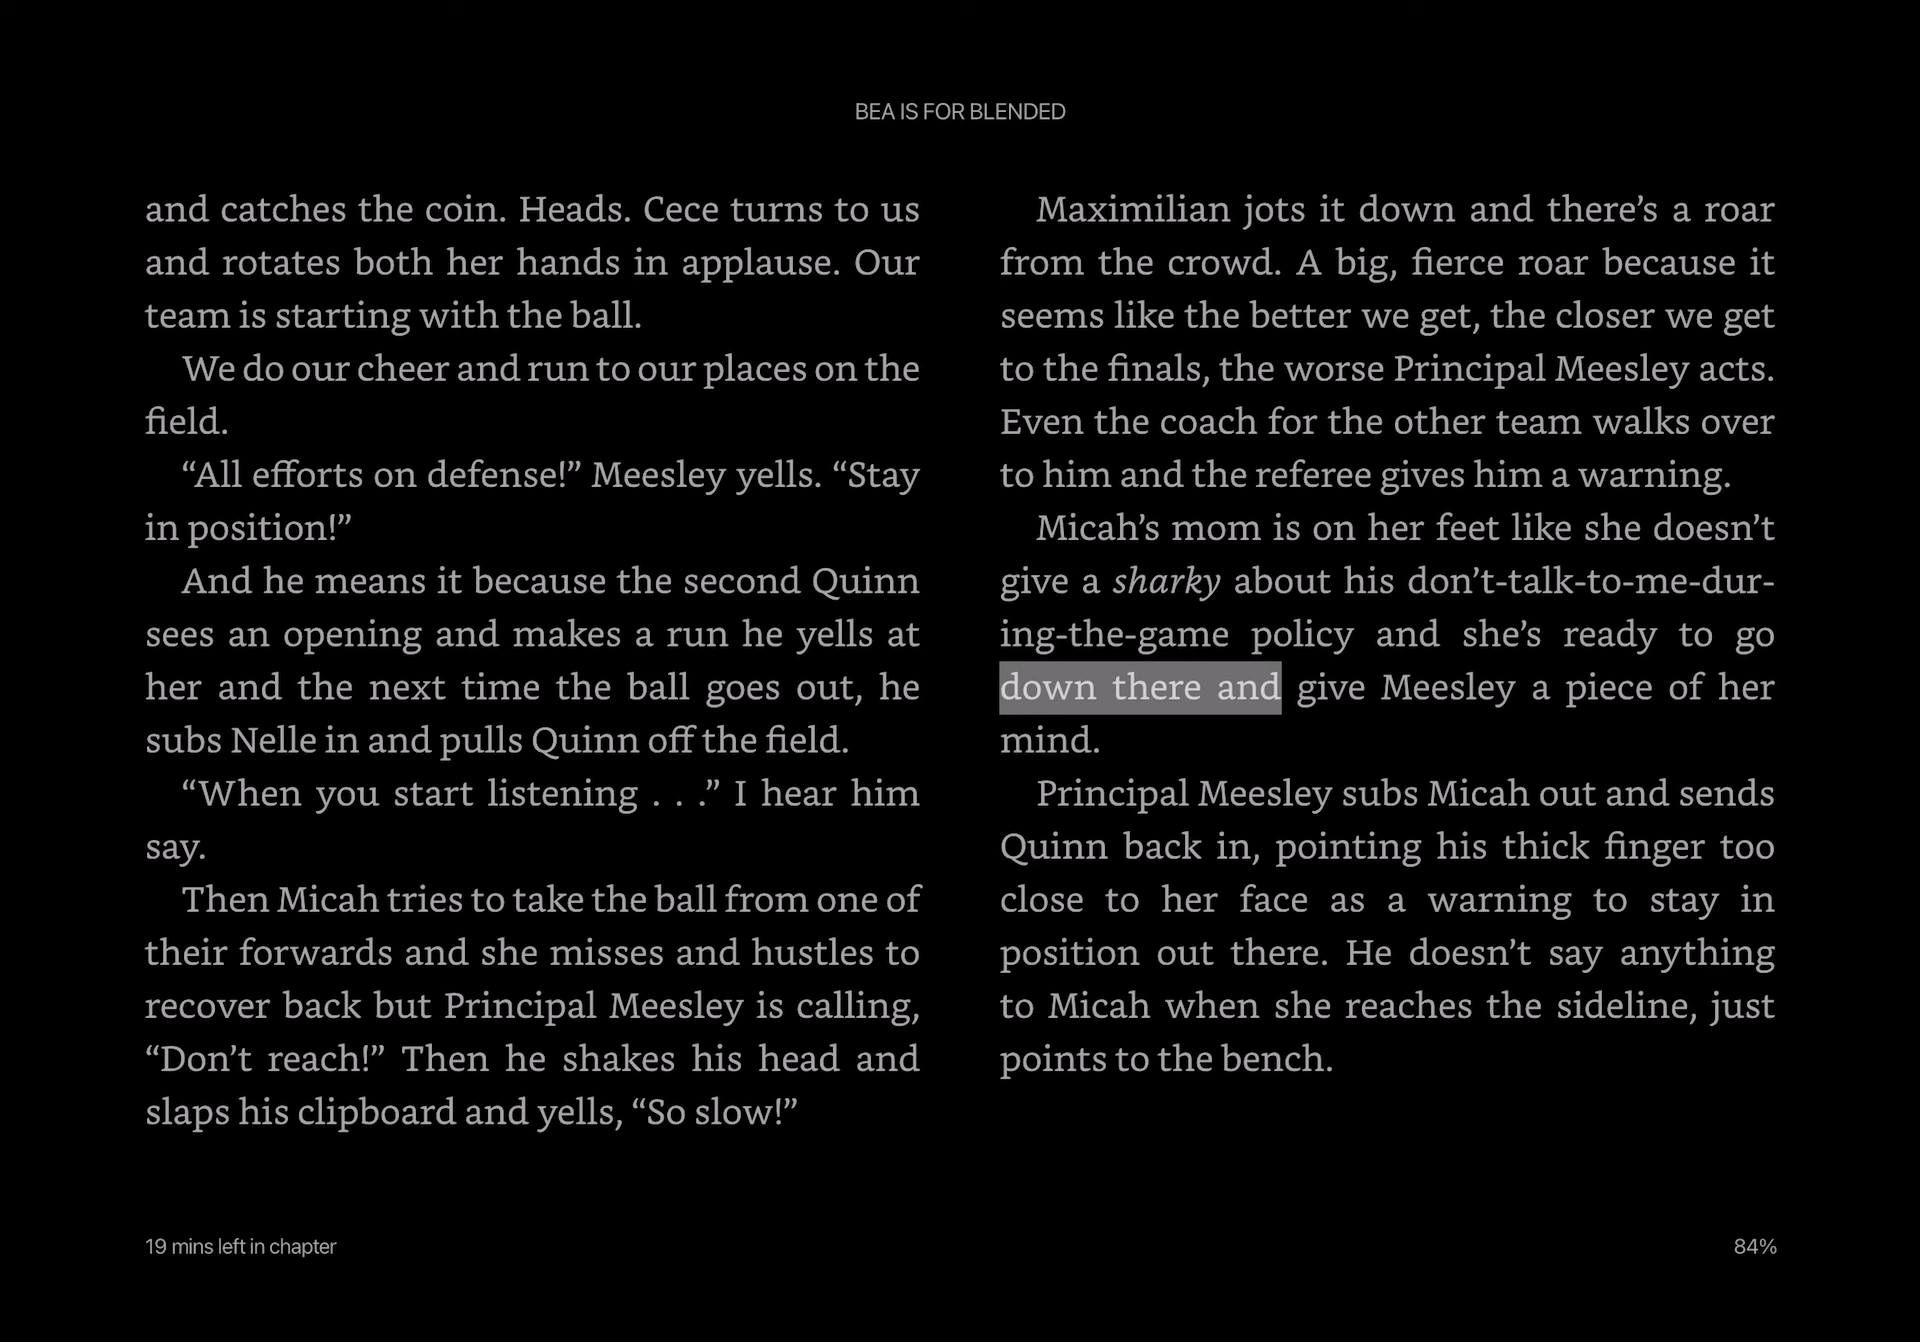 BEA IS FOR BLENDED
and catches the coin. Heads. Cece turns to us
and rotates both her hands in applause. Our
team is starting with the ball.
We do our cheer and run to our places on the
field.
“All efforts on defense!” Meesley yells. “Stay
in position!”
And he means it because the second Quinn
sees an opening and makes a run he yells at
her and the next time the ball goes out, he
subs Nelle in and pulls Quinn off the field.
“When you start listening . . .” I hear him
say.
Then Micah tries to take the ball from one of
their forwards and she misses and hustles to
recover back but Principal Meesley is calling,
“Don’t reach!” Then he shakes his head and
slaps his clipboard and yells, “So slow!”
Maximilian jots it down and there’s a roar
from the crowd. A big, fierce roar because it
seems like the better we get, the closer we get
to the finals, the worse Principal Meesley acts.
Even the coach for the other team walks over
to him and the referee gives him a warning.
Micah’s mom is on her feet like she doesn’t
give a sharky about his don’t-talk-to-me-dur-
ing-the-game policy and she’s ready to go
down there and give Meesley a piece of her
mind.
Principal Meesley subs Micah out and sends
Quinn back in, pointing his thick finger too
close to her face as a warning to stay in
position out there. He doesn’t say anything
to Micah when she reaches the sideline, just
points to the bench.
19 mins left in chapter
84%